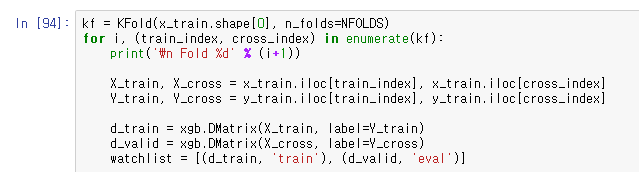 In [94]: kf = KFold(x_train.shape[0], n_folds=NFOLDS)
for i, (train_index, cross_index) in enumerate(kf):
    print('₩n Fold %d' % (i+1))

    X_train, X_cross = x_train.iloc[train_index], x_train.iloc[cross_index]
    Y_train, Y_cross = y_train.iloc[train_index], y_train.iloc[cross_index]

    d_train = xgb.DMatrix(X_train, label=Y_train)
    d_valid = xgb.DMatrix(X_cross, label=Y_cross)
    watchlist = [(d_train, 'train'), (d_valid, 'eval')]